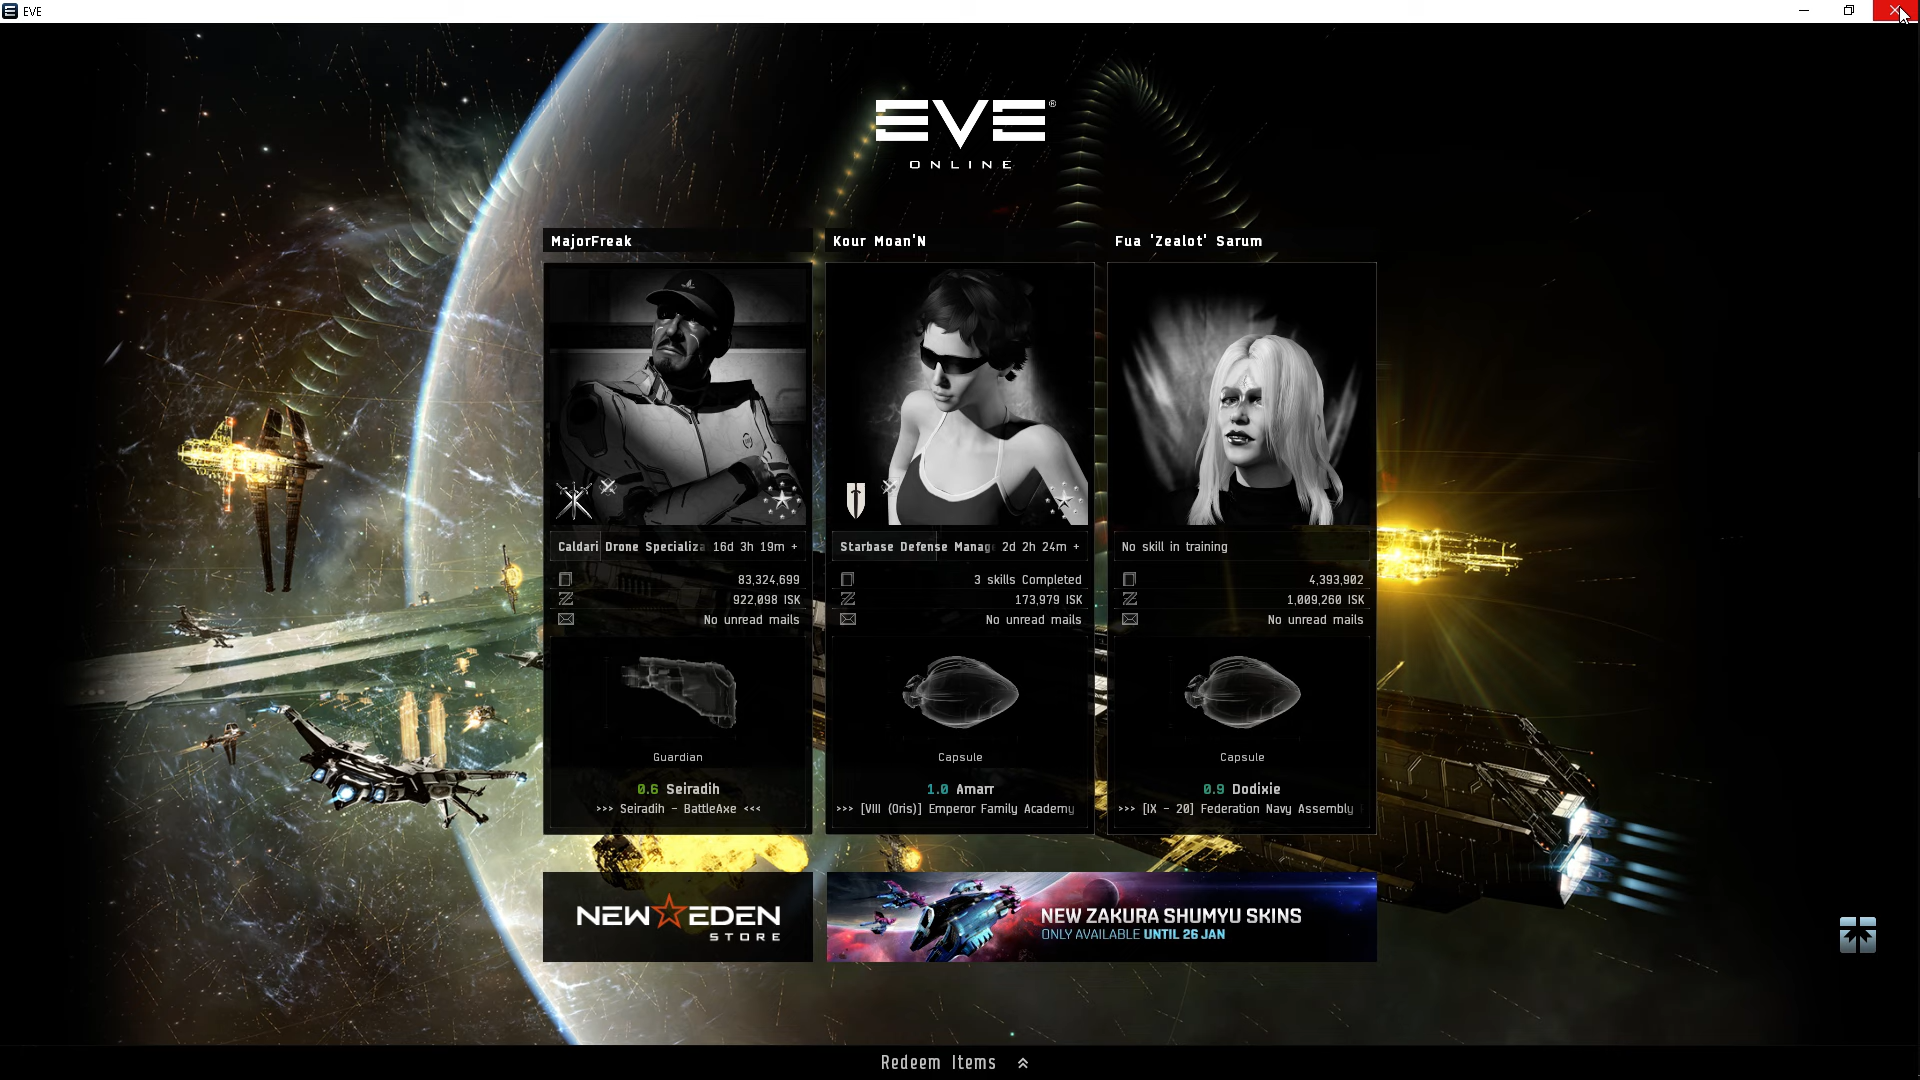 EVE
EVE®
ONLINE
MajorFreak
Kour Moan'N
Fua 'Zealot' Sarum
Caldari Drone Specializa 16d 3h 19m +
83,324,699
922,098 ISK
No unread mails
Guardian
0.6 Seiradih
>>> Seiradih - BattleAxe <<<
Starbase Defense Manag 2d 2h 24m +
3 skills Completed
173,979 ISK
No unread mails
Capsule
1.0 Amarr
>>> [VIII (Oris)] Emperor Family Academy
No skill in training
4,393,902
1,009,260 ISK
No unread mails
Capsule
0.9 Dodixie
>>> [IX - 20] Federation Navy Assembly
NEW EDEN
STORE
NEW ZAKURA SHUMYU SKINS
ONLY AVAILABLE UNTIL 26 JAN
Redeem Items